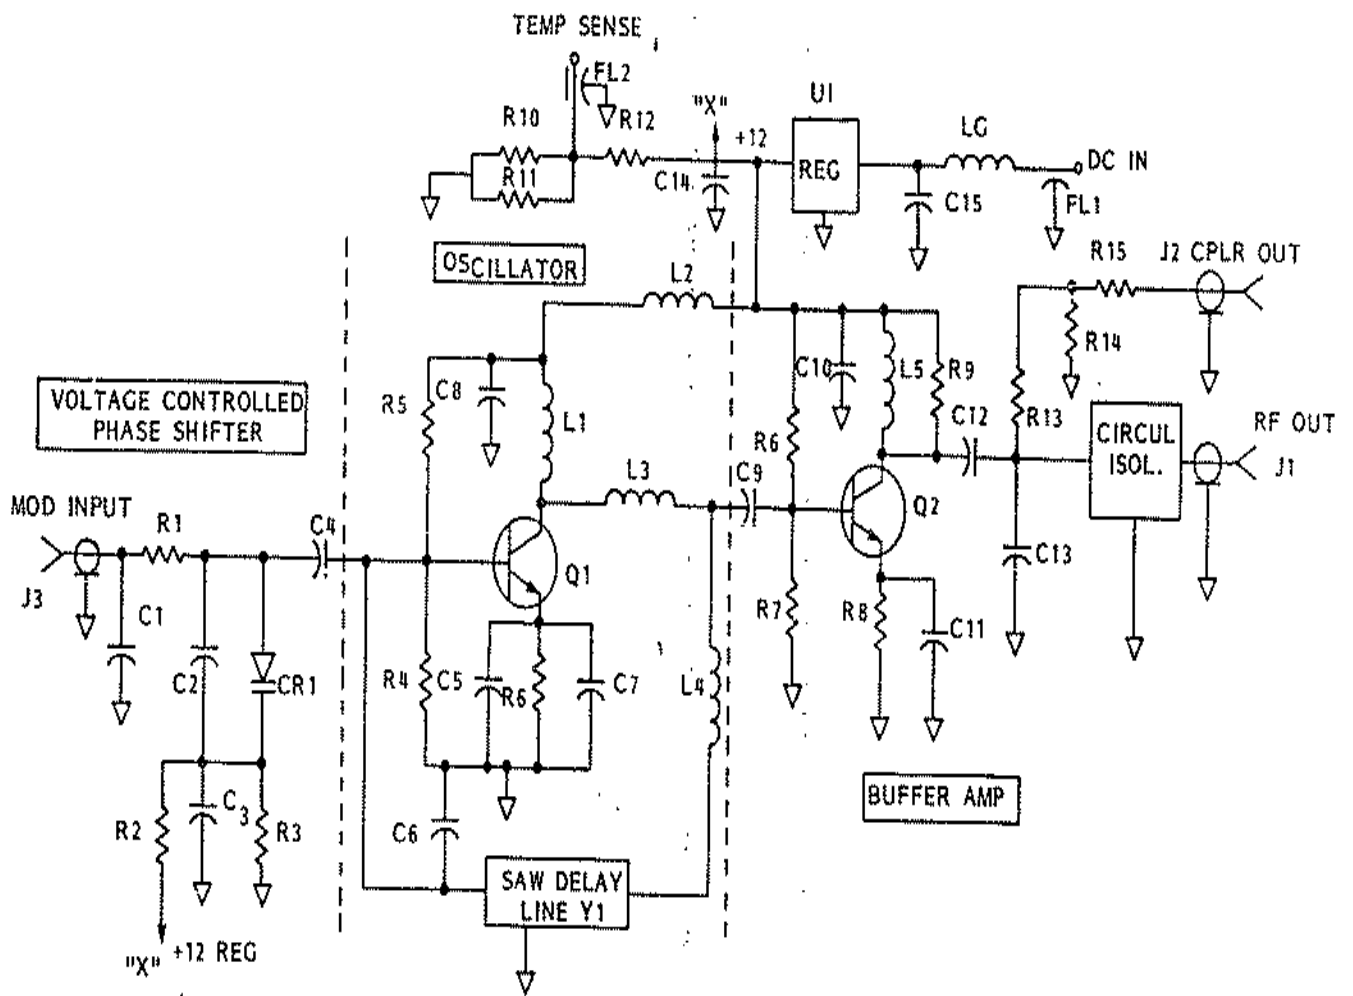 TEMP SENSE
FL2
R10
R12
"X"
+12
U1
LG
DC IN
R11
C14
REG
C15
FL1
OSCILLATOR
L2
R15
J2 CPLR OUT
R14
VOLTAGE CONTROLLED
PHASE SHIFTER
R5
C8
L1
C10
L5
R9
R13
C12
R6
CIRCUL
ISOL.
RF OUT
J1
L3
C9
Q2
MOD INPUT
R1
C4
J3
C1
Q1
C13
R7
R8
C11
C2
CR1
R4
C5
R6
C7
L4
R2
C3
R3
C6
BUFFER AMP
SAW DELAY
LINE Y1
"X" +12 REG